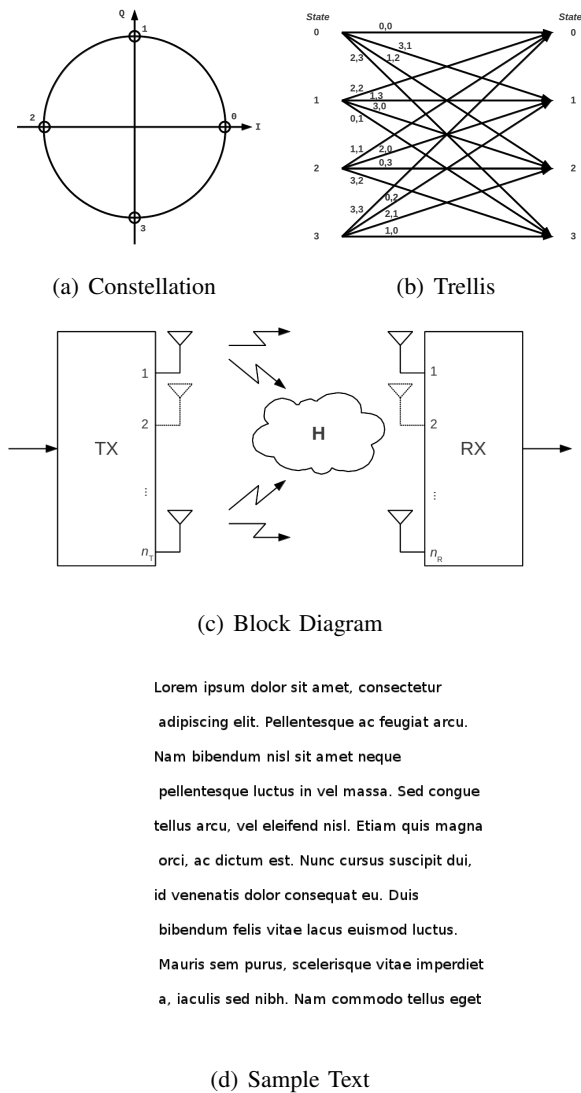 Q
1
2
0
I
3
(a) Constellation
State
State
0
0,0
0
3,1
2,3
1,2
2,2
1
1,3
1
3,0
0,1
1,1
2,0
0,3
2
2
3,2
0,2
3,3
2,1
1,0
3
3
(b) Trellis
1
1
2
2
TX
H
RX
...
...
nT
nR
(c) Block Diagram
Lorem ipsum dolor sit amet, consectetur
adipiscing elit. Pellentesque ac feugiat arcu.
Nam bibendum nisl sit amet neque
pellentesque luctus in vel massa. Sed congue
tellus arcu, vel eleifend nisl. Etiam quis magna
orci, ac dictum est. Nunc cursus suscipit dui,
id venenatis dolor consequat eu. Duis
bibendum felis vitae lacus euismod luctus.
Mauris sem purus, scelerisque vitae imperdiet
a, iaculis sed nibh. Nam commodo tellus eget
(d) Sample Text